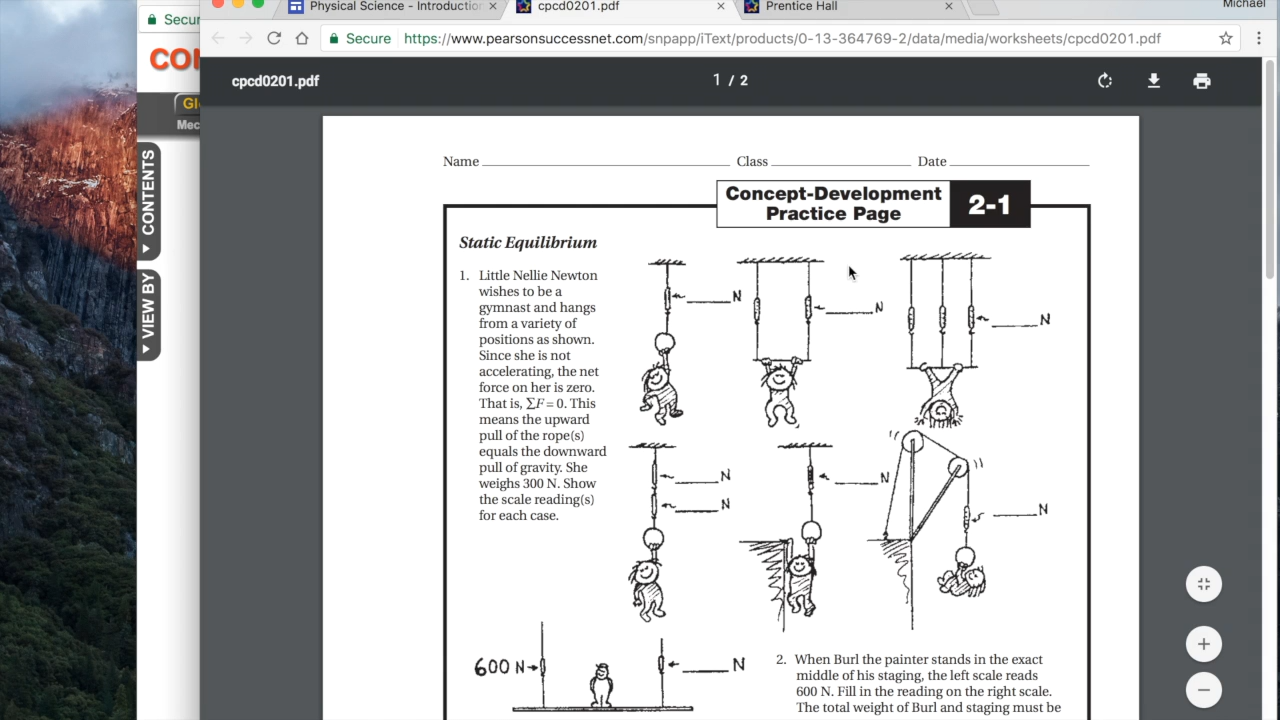 Physical Science - Introduction
cpcd0201.pdf
Prentice Hall
Michael
Secure
https://www.pearsonsuccessnet.com/snpapp/iText/products/0-13-364769-2/data/media/worksheets/cpcd0201.pdf
cpcd0201.pdf
1 / 2
CONTENTS
VIEW BY
Name
Class
Date
Concept-Development
Practice Page
2-1
Static Equilibrium
1. Little Nellie Newton
wishes to be a
gymnast and hangs
from a variety of
positions as shown.
Since she is not
accelerating, the net
force on her is zero.
That is, ∑F = 0. This
means the upward
pull of the rope(s)
equals the downward
pull of gravity. She
weighs 300 N. Show
the scale reading(s)
for each case.
N
N
N
N
N
N
N
600 N
N
2. When Burl the painter stands in the exact
middle of his staging, the left scale reads
600 N. Fill in the reading on the right scale.
The total weight of Burl and staging must be